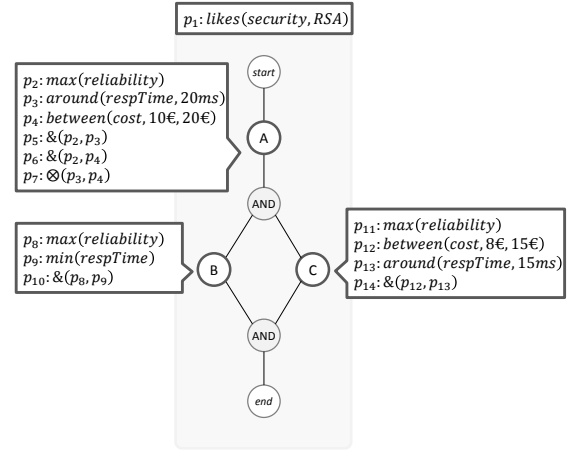 p₁: likes(security, RSA)
start
p₂: max(reliability)
p₃: around(respTime, 20ms)
p₄: between(cost, 10€, 20€)
p₅: &(p₂, p₃)
p₆: &(p₂, p₄)
p₇: ⊗(p₃, p₄)
A
AND
p₈: max(reliability)
p₉: min(respTime)
p₁₀: &(p₈, p₉)
B
C
p₁₁: max(reliability)
p₁₂: between(cost, 8€, 15€)
p₁₃: around(respTime, 15ms)
p₁₄: &(p₁₂, p₁₃)
AND
end